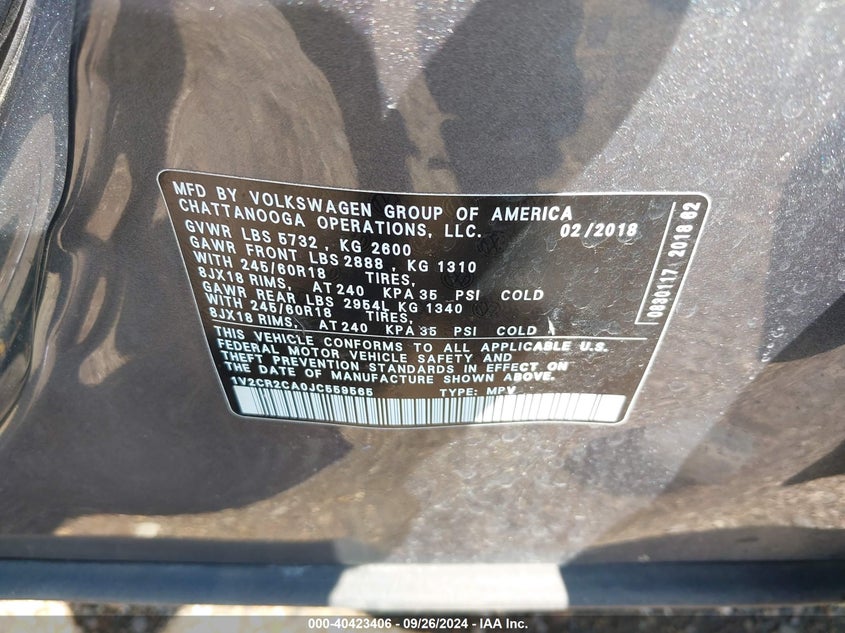 MFD BY VOLKSWAGEN GROUP OF AMERICA
CHATTANOOGA OPERATIONS, LLC. 02/2018
GVWR LBS 5732 , KG 2600
GAWR FRONT LBS 2888 , KG 1310
WITH 245/60R18 TIRES,
8JX18 RIMS, AT 240 KPA 35 PSI COLD
GAWR REAR LBS 2954L KG 1340
WITH 245/60R18 TIRES,
8JX18 RIMS, AT 240 KPA 35 PSI COLD
THIS VEHICLE CONFORMS TO ALL APPLICABLE U.S.
FEDERAL MOTOR VEHICLE SAFETY AND
THEFT PREVENTION STANDARDS IN EFFECT ON
THE DATE OF MANUFACTURE SHOWN ABOVE.
1V2CR2CA0JC559565 TYPE: MPV
0830117 2018 82
000-40423406 - 09/26/2024 - IAA Inc.